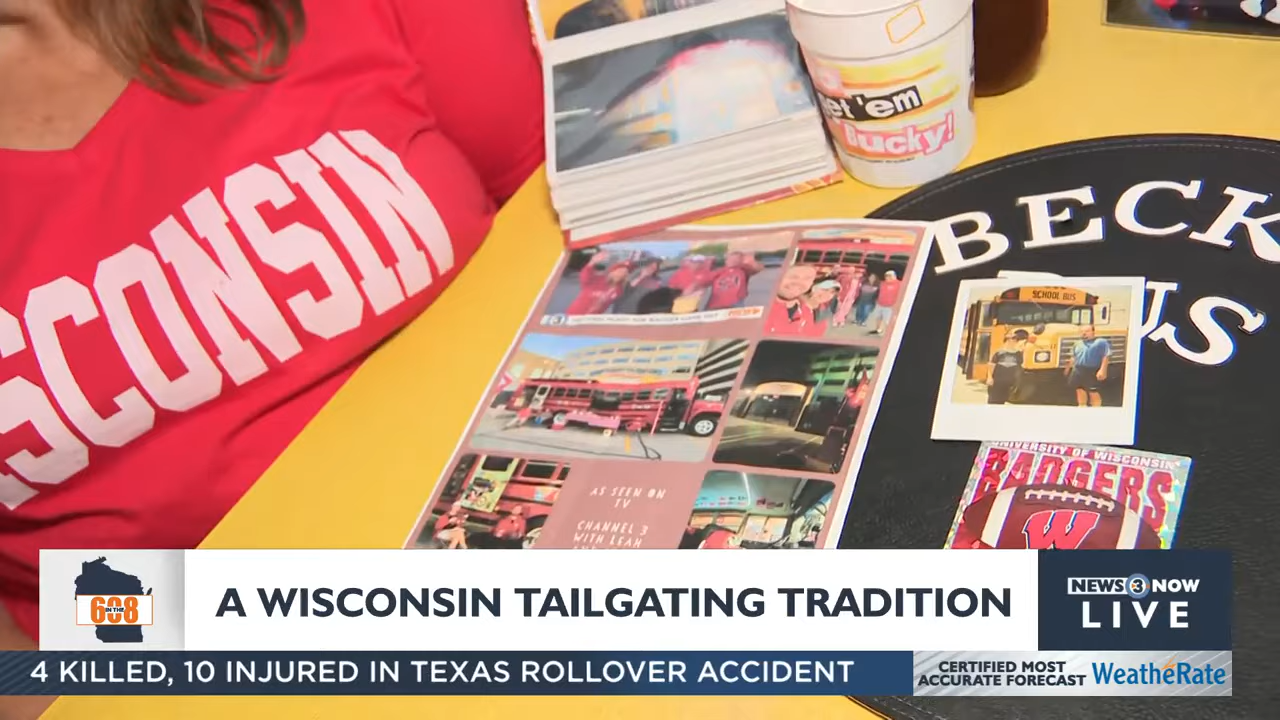 SCONSIN
et 'em
Bucky!
BECK
BUS
SCHOOL BUS
UNIVERSITY OF WISCONSIN
BADGERS
W
AS SEEN ON
TV
CHANNEL 3
WITH LEAH
608
IN THE
A WISCONSIN TAILGATING TRADITION
NEWS 3 NOW
LIVE
4 KILLED, 10 INJURED IN TEXAS ROLLOVER ACCIDENT
CERTIFIED MOST
ACCURATE FORECAST
WeatheRate